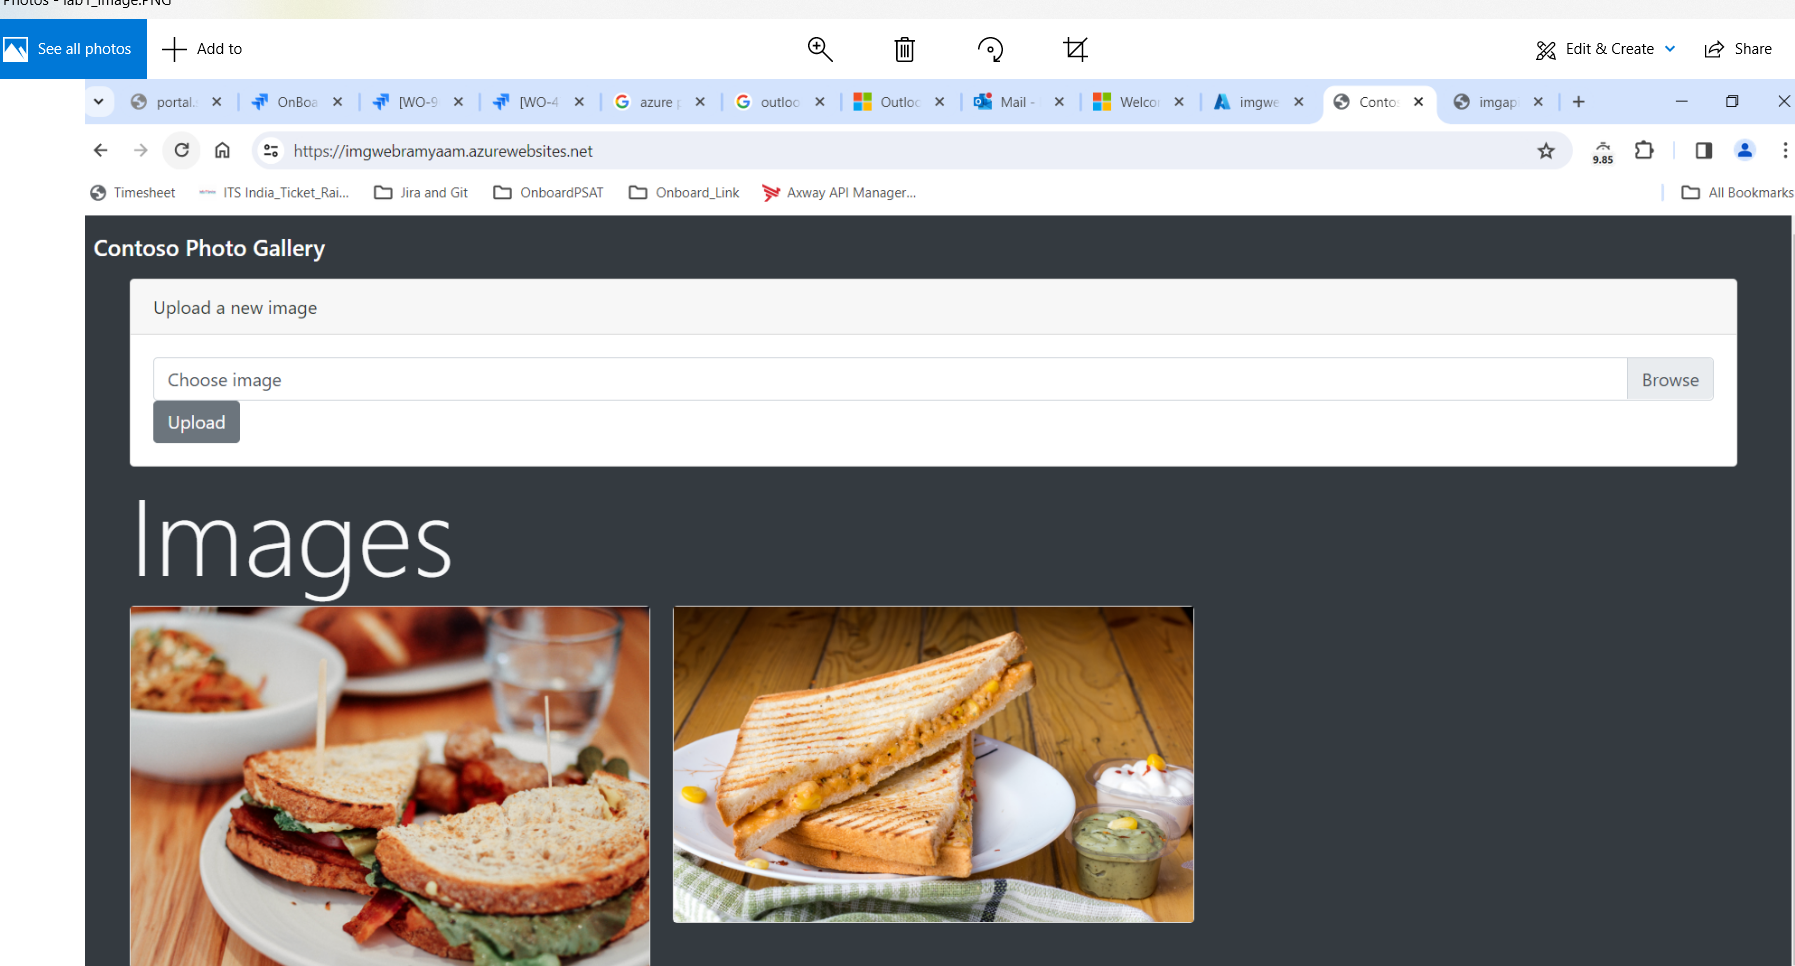 Photos - lab1_image.PNG
See all photos
Add to
Edit & Create
Share
portal.
OnBoa
[WO-9
[WO-4
azure p
outloo
Outloo
Mail -
Welco
imgwe
Conto
imgap
https://imgwebramyaam.azurewebsites.net
9.85
Timesheet
ITS India_Ticket_Rai...
Jira and Git
OnboardPSAT
Onboard_Link
Axway API Manager...
All Bookmarks
Contoso Photo Gallery
Upload a new image
Choose image
Browse
Upload
Images